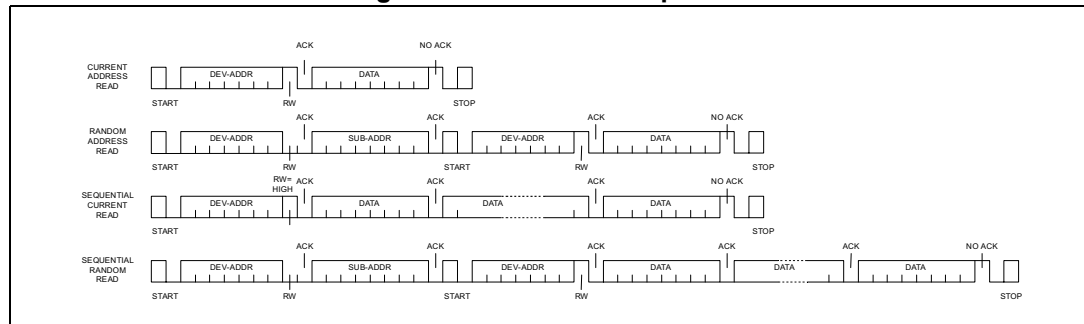 ACK NO ACK
CURRENT
ADDRESS
READ
DEV-ADDR DATA
START RW STOP
ACK ACK ACK NO ACK
RANDOM
ADDRESS
READ
DEV-ADDR SUB-ADDR DEV-ADDR DATA
START RW START RW STOP
RW=
HIGH
ACK ACK ACK NO ACK
SEQUENTIAL
CURRENT
READ
DEV-ADDR DATA DATA DATA
START STOP
ACK ACK ACK ACK ACK NO ACK
SEQUENTIAL
RANDOM
READ
DEV-ADDR SUB-ADDR DEV-ADDR DATA DATA DATA
START RW START RW STOP